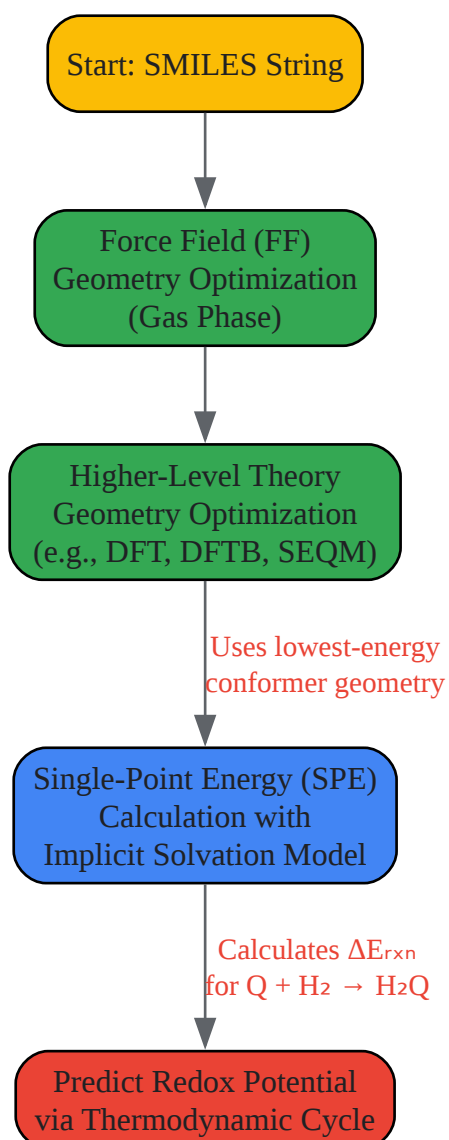 Start: SMILES String
Force Field (FF)
Geometry Optimization
(Gas Phase)
Higher-Level Theory
Geometry Optimization
(e.g., DFT, DFTB, SEQM)
Uses lowest-energy
conformer geometry
Single-Point Energy (SPE)
Calculation with
Implicit Solvation Model
Calculates ΔEᵣₓₙ
for Q + H₂ → H₂Q
Predict Redox Potential
via Thermodynamic Cycle